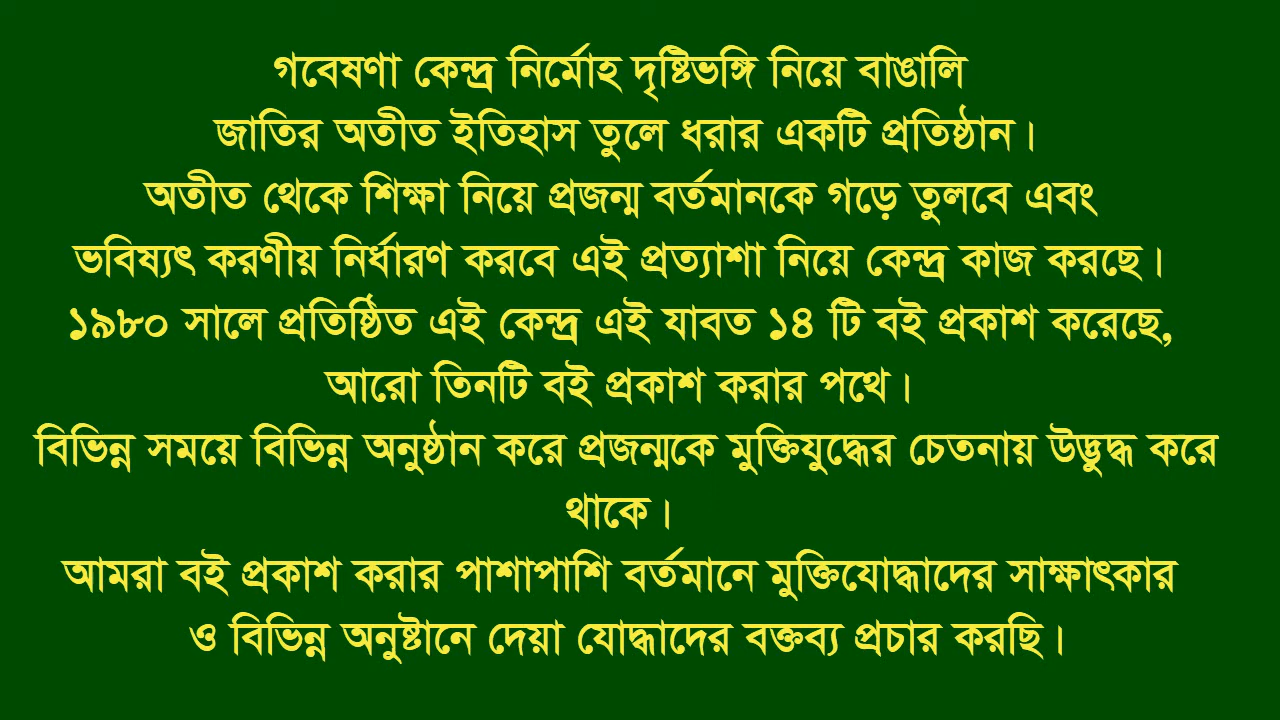 গবেষণা কেন্দ্র নির্মোহ দৃষ্টিভঙ্গি নিয়ে বাঙালি
জাতির অতীত ইতিহাস তুলে ধরার একটি প্রতিষ্ঠান।
অতীত থেকে শিক্ষা নিয়ে প্রজন্ম বর্তমানকে গড়ে তুলবে এবং
ভবিষ্যৎ করণীয় নির্ধারণ করবে এই প্রত্যাশা নিয়ে কেন্দ্র কাজ করছে।
১৯৮০ সালে প্রতিষ্ঠিত এই কেন্দ্র এই যাবত ১৪ টি বই প্রকাশ করেছে,
আরো তিনটি বই প্রকাশ করার পথে।
বিভিন্ন সময়ে বিভিন্ন অনুষ্ঠান করে প্রজন্মকে মুক্তিযুদ্ধের চেতনায় উদ্ভুদ্ধ করে
থাকে।
আমরা বই প্রকাশ করার পাশাপাশি বর্তমানে মুক্তিযোদ্ধাদের সাক্ষাৎকার
ও বিভিন্ন অনুষ্টানে দেয়া যোদ্ধাদের বক্তব্য প্রচার করছি।